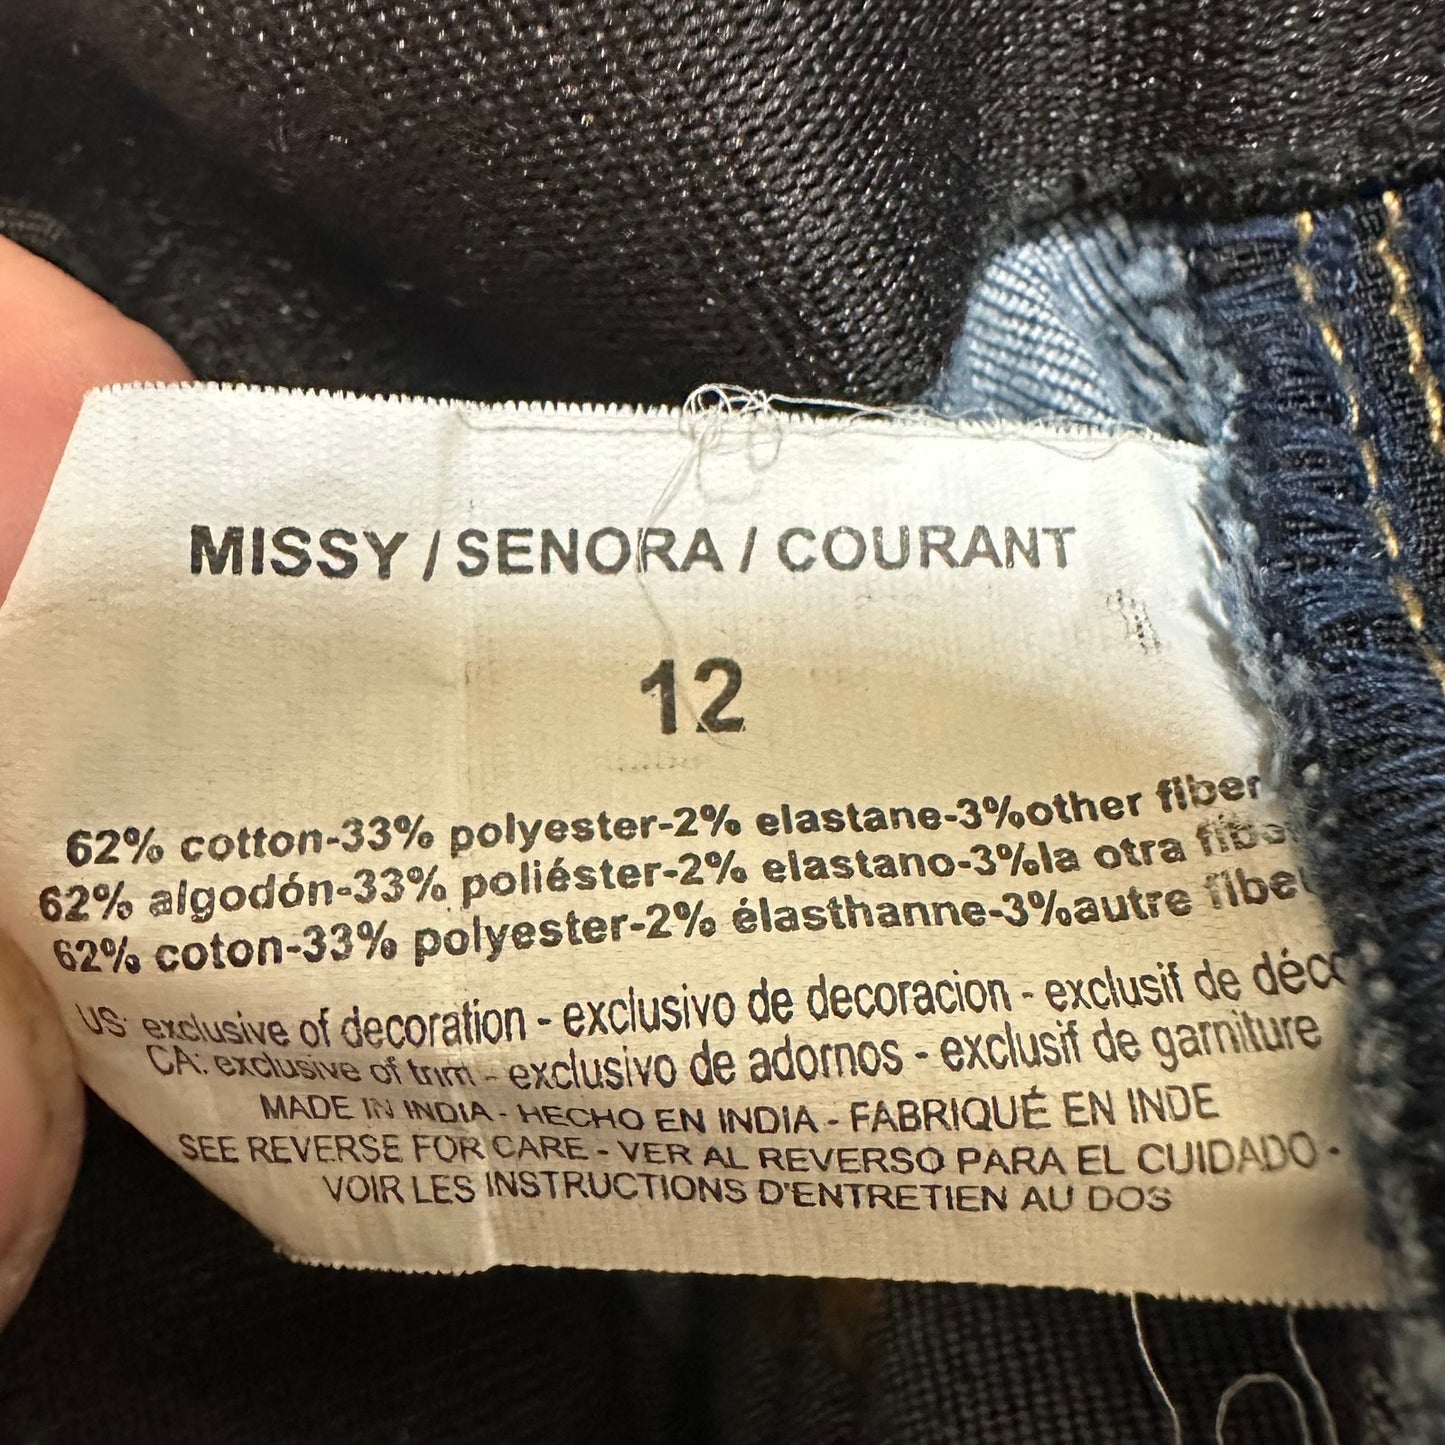 MISSY / SENORA / COURANT
12
62% cotton-33% polyester-2% elastane-3%other fiber
62% algodón-33% poliéster-2% elastano-3%la otra
62% coton-33% polyester-2% élasthanne-3%autre
US: exclusive of decoration - exclusivo de decoracion - exclusif de
CA: exclusive of trim - exclusivo de adornos - exclusif de garniture
MADE IN INDIA - HECHO EN INDIA - FABRIQUÉ EN INDE
SEE REVERSE FOR CARE - VER AL REVERSO PARA EL CUIDADO -
VOIR LES INSTRUCTIONS D'ENTRETIEN AU DOS